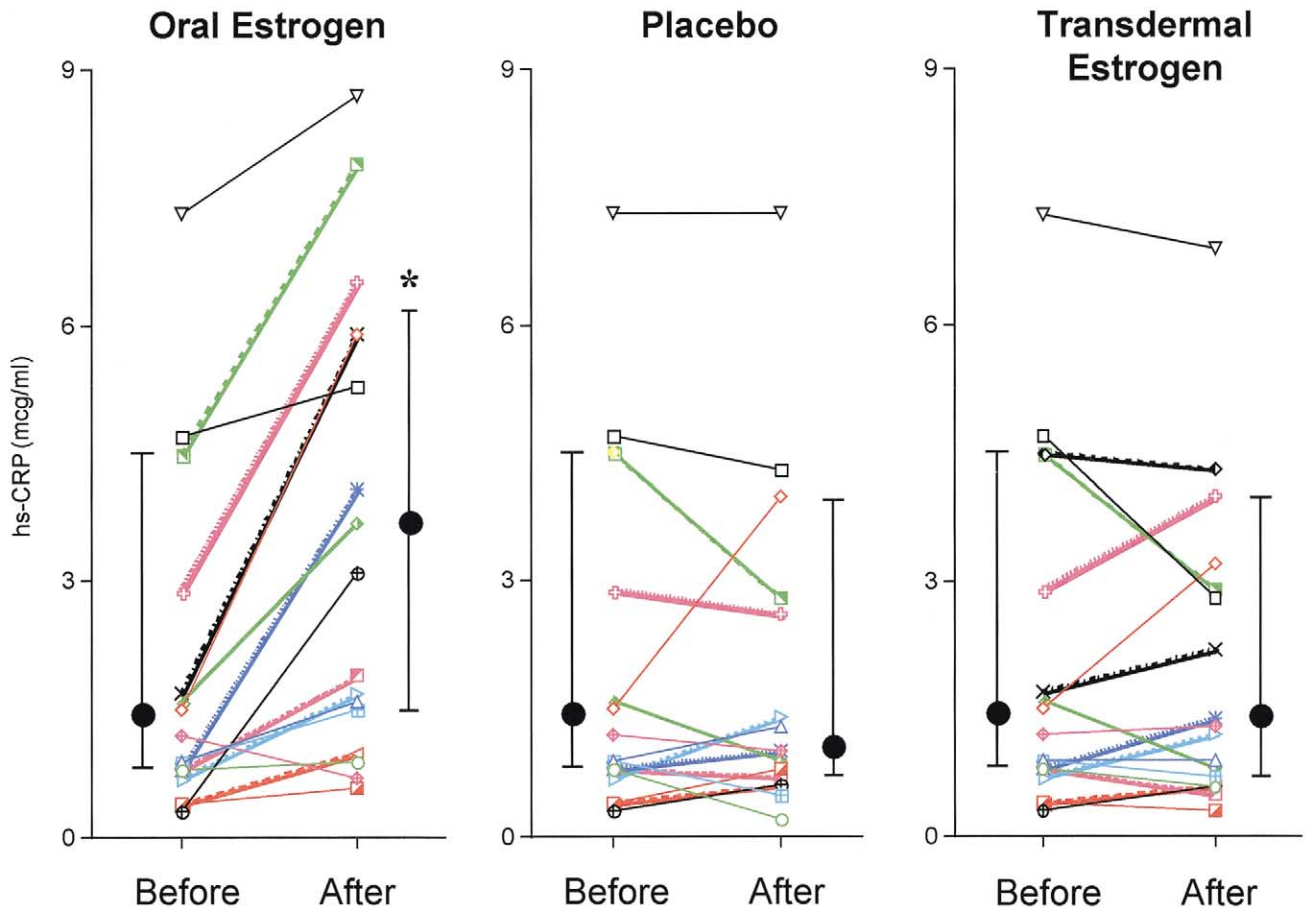 Oral Estrogen
Placebo
Transdermal
Estrogen
hs-CRP (mcg/ml)
9
6
3
0
*
Before
After
9
6
3
0
Before
After
9
6
3
0
Before
After